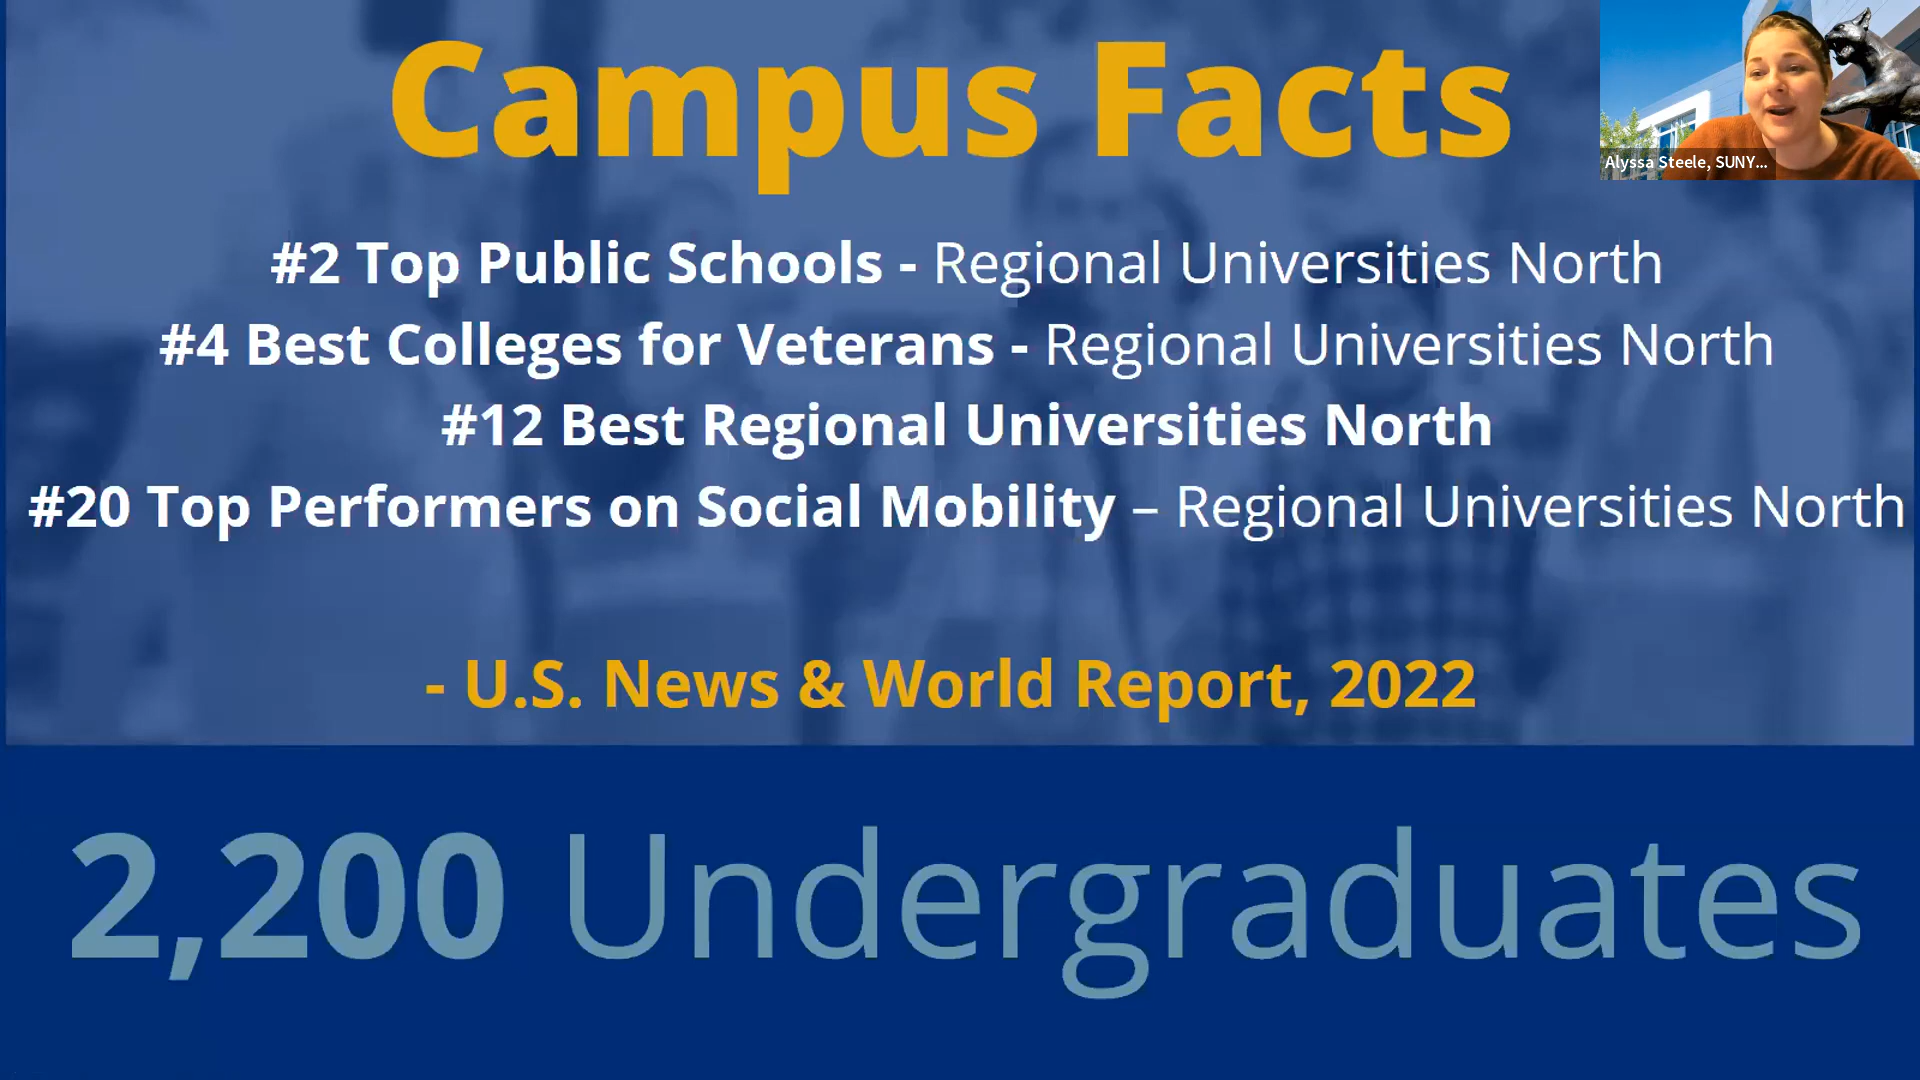 Campus Facts
Alyssa Steele, SUNY...
#2 Top Public Schools - Regional Universities North
#4 Best Colleges for Veterans - Regional Universities North
#12 Best Regional Universities North
#20 Top Performers on Social Mobility – Regional Universities North
- U.S. News & World Report, 2022
2,200 Undergraduates